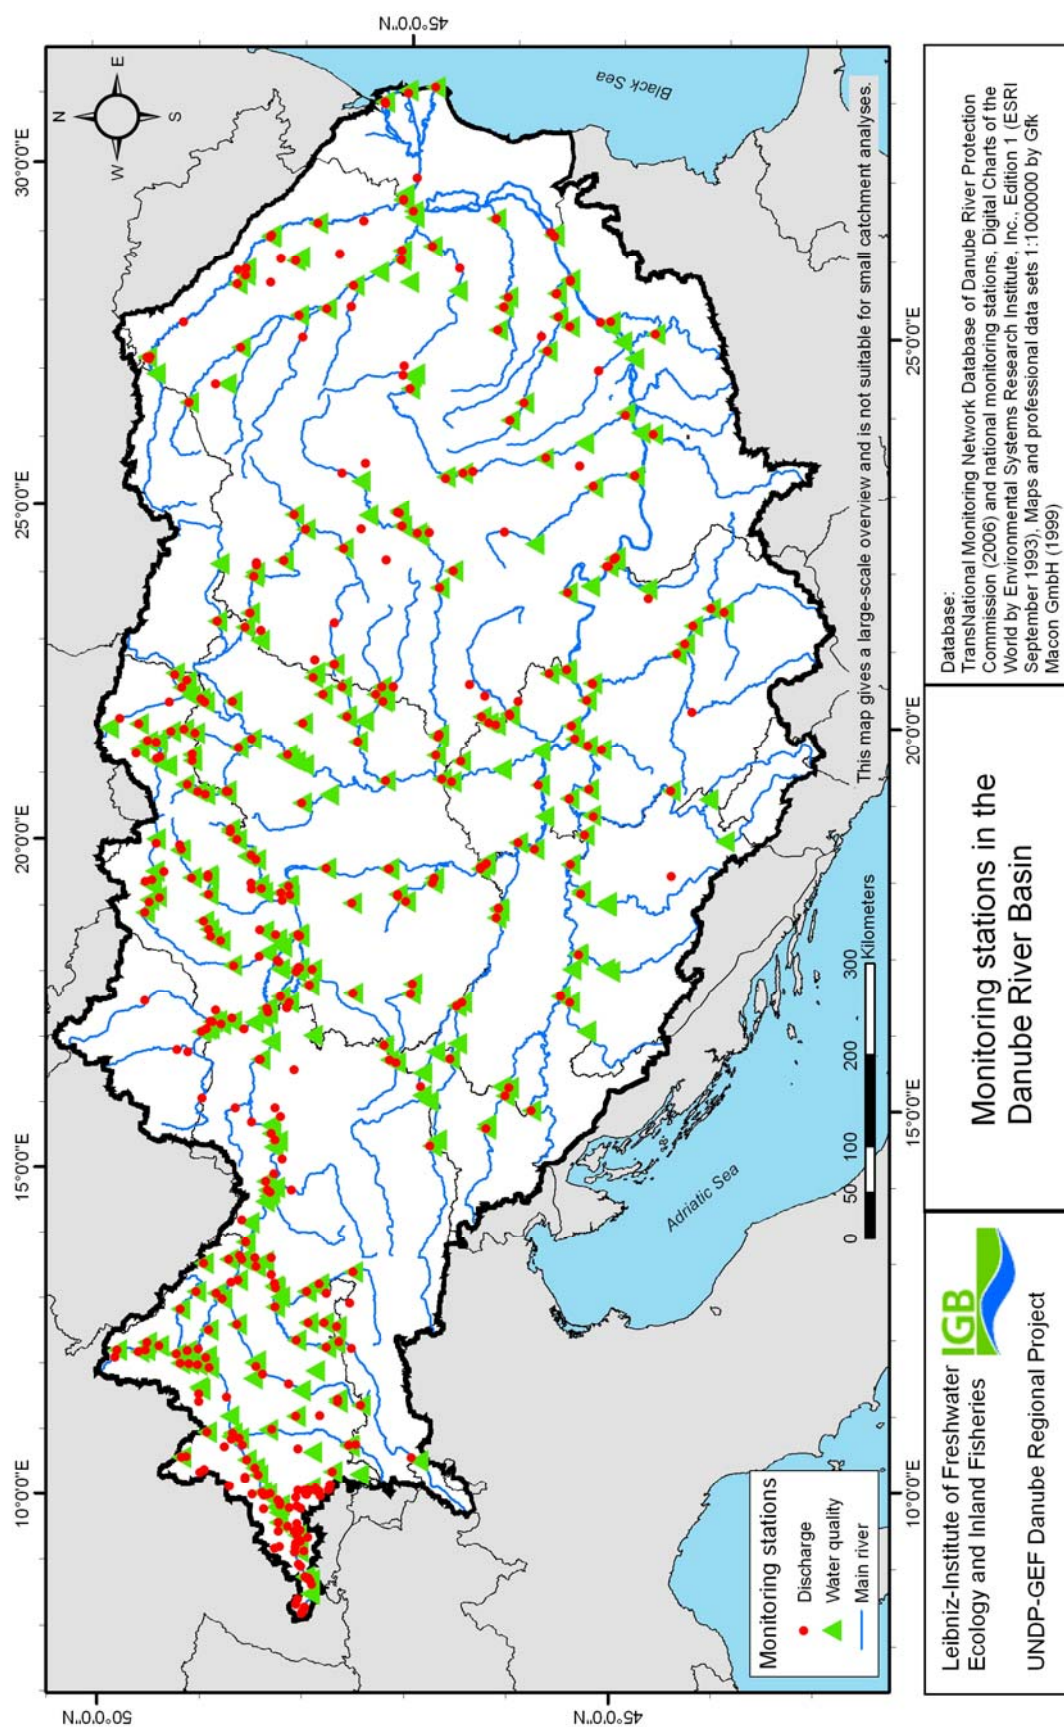 10°0'0"E
15°0'0"E
20°0'0"E
25°0'0"E
30°0'0"E
50°0'0"N
45°0'0"N
N
W
E
S
45°0'0"N
Black Sea
Adriatic Sea
Monitoring stations
Discharge
Water quality
Main river
0 50 100 200 300
Kilometers
This map gives a large-scale overview and is not suitable for small catchment analyses.
10°0'0"E
15°0'0"E
20°0'0"E
25°0'0"E
Leibniz-Institute of Freshwater
Ecology and Inland Fisheries
IGB
UNDP-GEF Danube Regional Project
Monitoring stations in the
Danube River Basin
Database:
TransNational Monitoring Network Database of Danube River Protection
Commission (2006) and national monitoring stations, Digital Charts of the
World by Environmental Systems Research Institute, Inc., Edition 1 (ESRI
September 1993), Maps and professional data sets 1:1000000 by Gfk
Macon GmbH (1999)